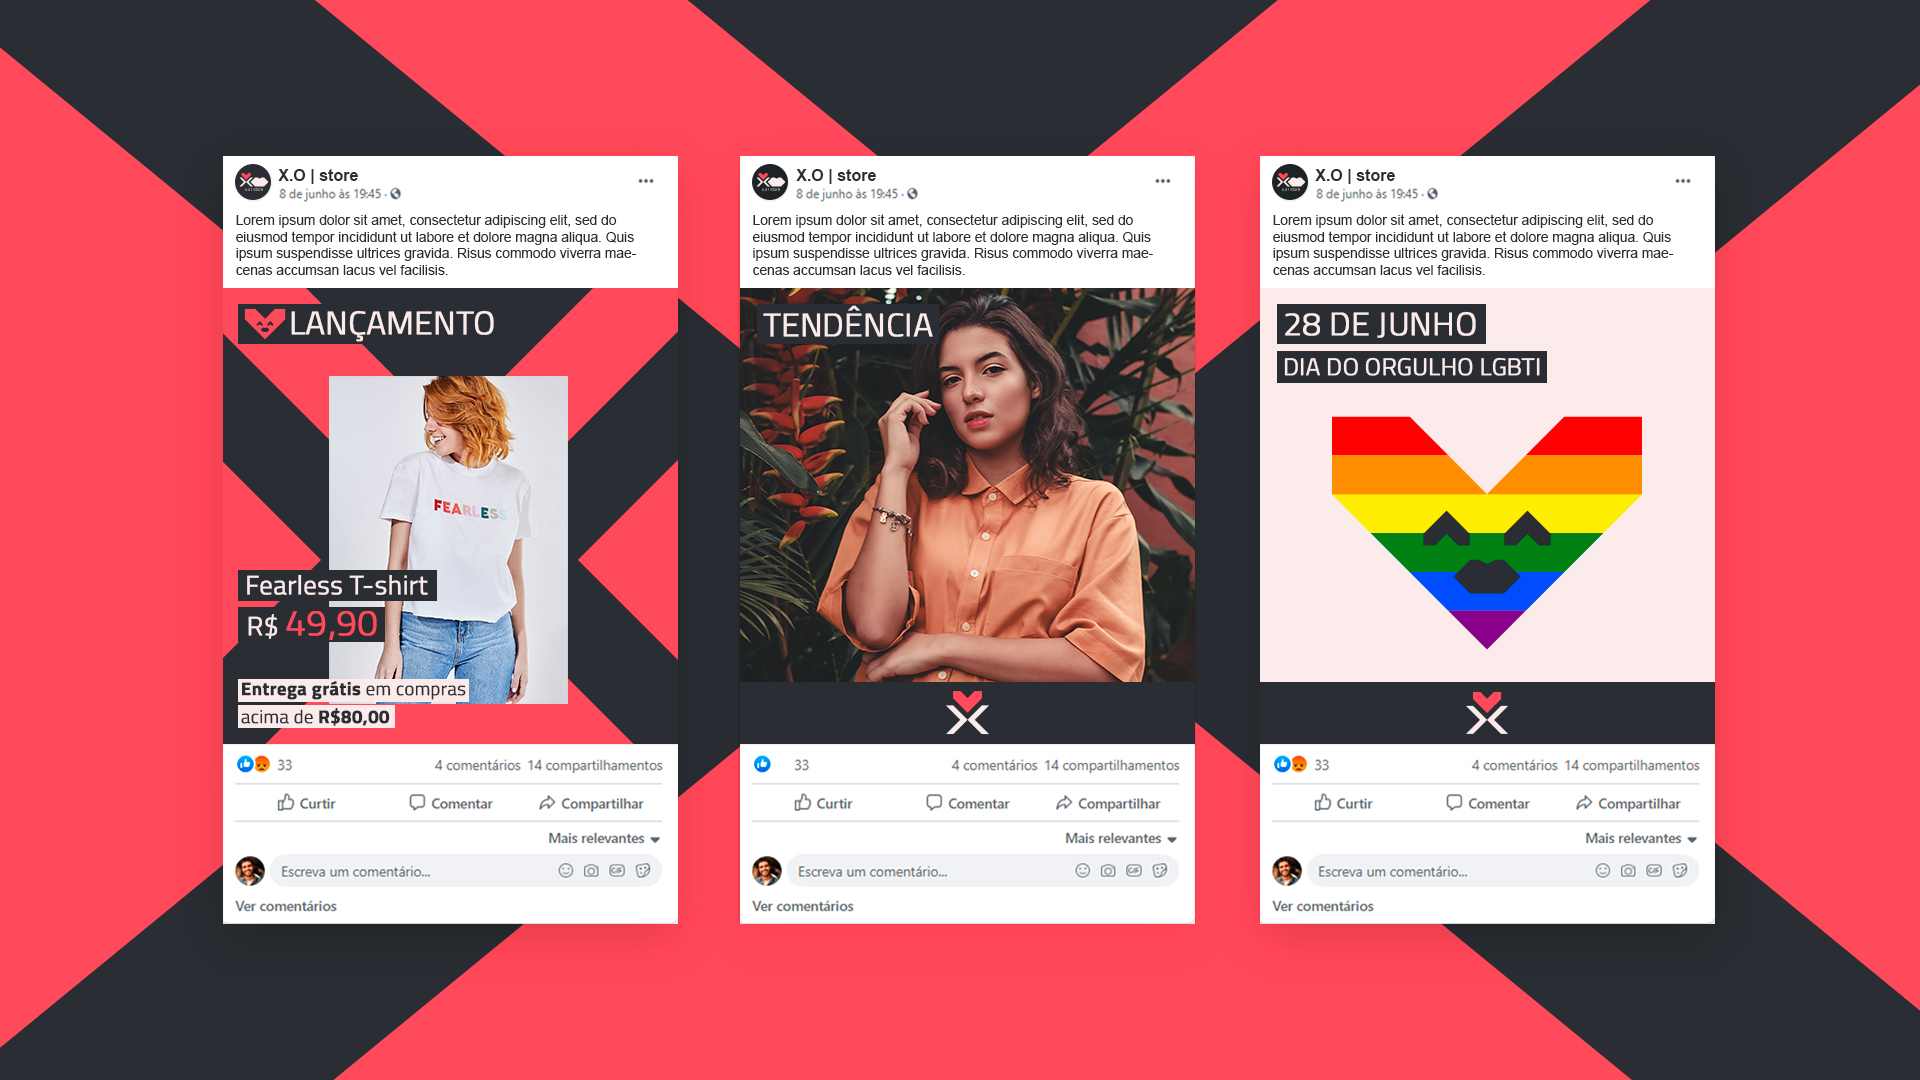 X.O | store
8 de junho às 19:45 ·
Lorem ipsum dolor sit amet, consectetur adipiscing elit, sed do
eiusmod tempor incididunt ut labore et dolore magna aliqua. Quis
ipsum suspendisse ultrices gravida. Risus commodo viverra mae-
cenas accumsan lacus vel facilisis.
LANÇAMENTO
FEARLESS
Fearless T-shirt
R$ 49,90
Entrega grátis em compras
acima de R$80,00
33
4 comentários 14 compartilhamentos
Curtir Comentar Compartilhar
Mais relevantes
Escreva um comentário...
GIF
Ver comentários
X.O | store
8 de junho às 19:45 ·
Lorem ipsum dolor sit amet, consectetur adipiscing elit, sed do
eiusmod tempor incididunt ut labore et dolore magna aliqua. Quis
ipsum suspendisse ultrices gravida. Risus commodo viverra mae-
cenas accumsan lacus vel facilisis.
TENDÊNCIA
33
4 comentários 14 compartilhamentos
Curtir Comentar Compartilhar
Mais relevantes
Escreva um comentário...
GIF
Ver comentários
X.O | store
8 de junho às 19:45 ·
Lorem ipsum dolor sit amet, consectetur adipiscing elit, sed do
eiusmod tempor incididunt ut labore et dolore magna aliqua. Quis
ipsum suspendisse ultrices gravida. Risus commodo viverra mae-
cenas accumsan lacus vel facilisis.
28 DE JUNHO
DIA DO ORGULHO LGBTI
33
4 comentários 14 compartilhamentos
Curtir Comentar Compartilhar
Mais relevantes
Escreva um comentário...
GIF
Ver comentários